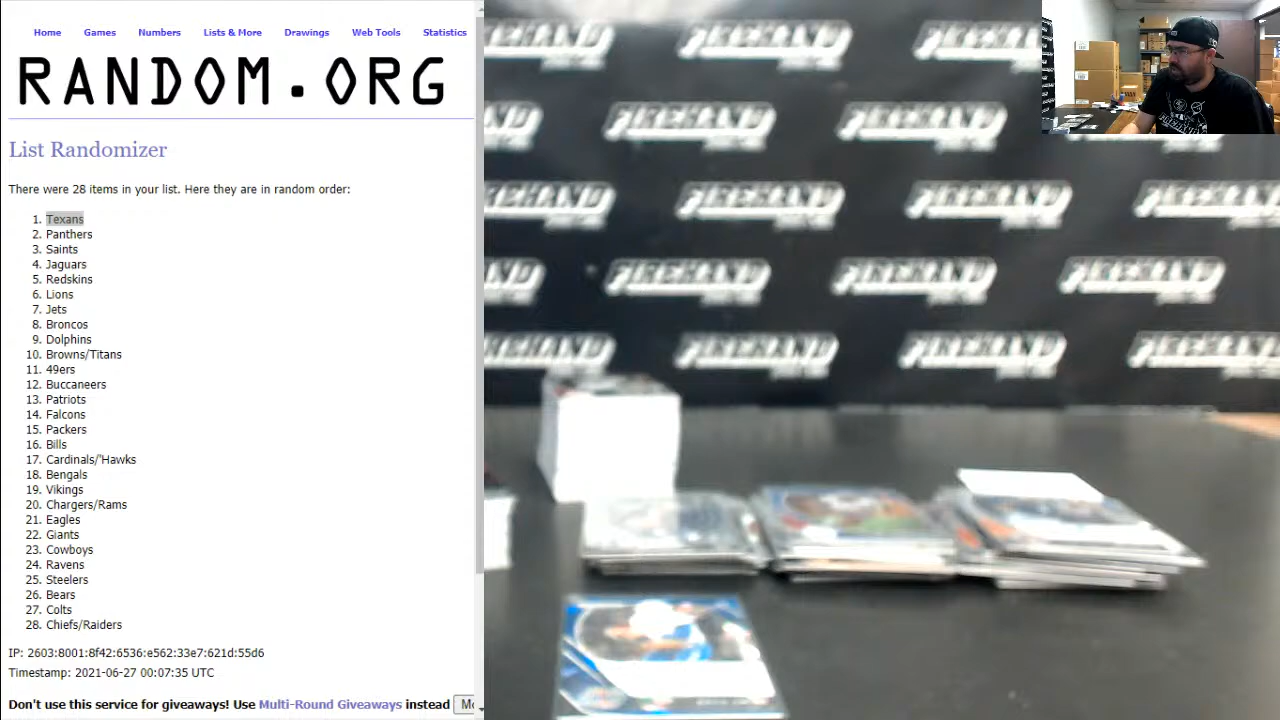 Home Games Numbers Lists & More Drawings Web Tools Statistics
RANDOM.ORG
List Randomizer
There were 28 items in your list. Here they are in random order:
1. Texans
2. Panthers
3. Saints
4. Jaguars
5. Redskins
6. Lions
7. Jets
8. Broncos
9. Dolphins
10. Browns/Titans
11. 49ers
12. Buccaneers
13. Patriots
14. Falcons
15. Packers
16. Bills
17. Cardinals/'Hawks
18. Bengals
19. Vikings
20. Chargers/Rams
21. Eagles
22. Giants
23. Cowboys
24. Ravens
25. Steelers
26. Bears
27. Colts
28. Chiefs/Raiders
IP: 2603:8001:8f42:6536:e562:33e7:621d:55d6
Timestamp: 2021-06-27 00:07:35 UTC
Don't use this service for giveaways! Use Multi-Round Giveaways instead
FIREHAND
FIREHAND
FIREHAND
FIREHAND
FIREHAND
FIREHAND
FIREHAND
FIREHAND
FIREHAND
FIREHAND